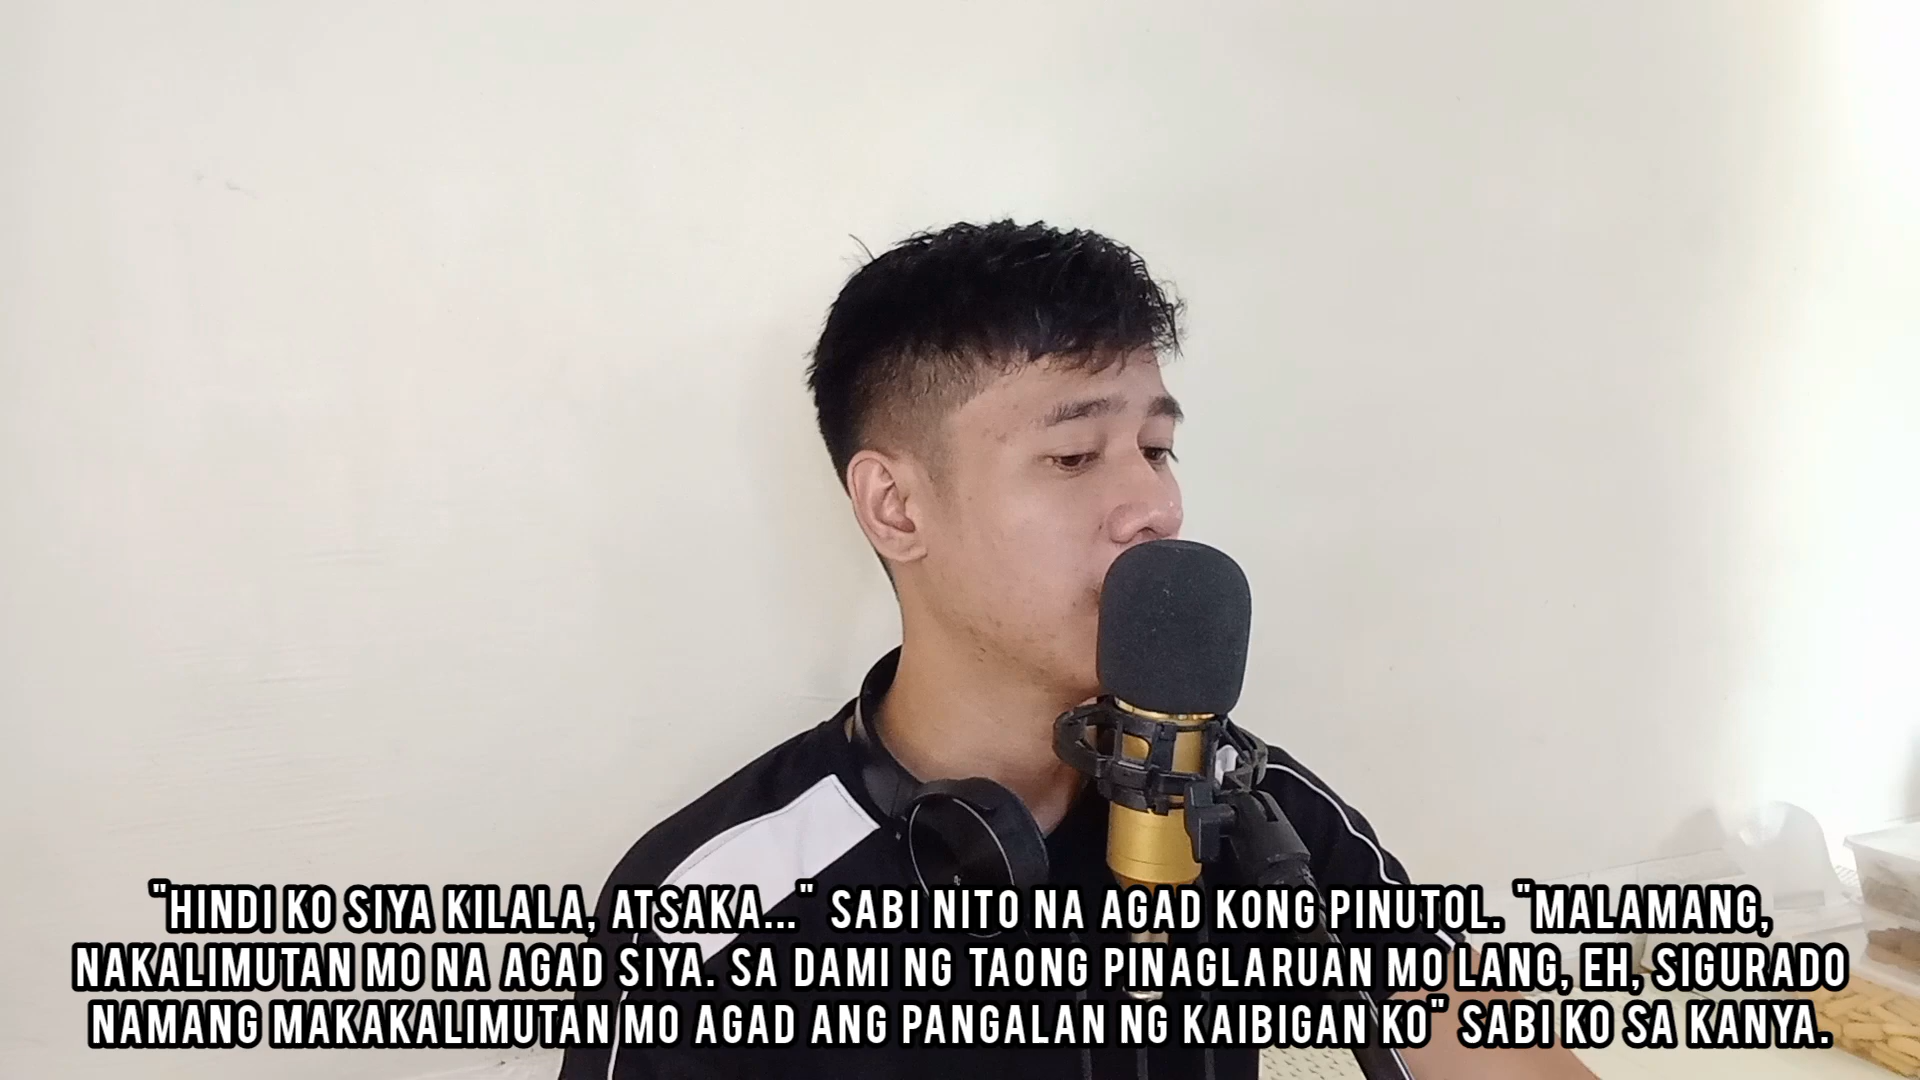 "HINDI KO SIYA KILALA, ATSAKA..." SABI NITO NA AGAD KONG PINUTOL. "MALAMANG,
NAKALIMUTAN MO NA AGAD SIYA. SA DAMI NG TAONG PINAGLARUAN MO LANG, EH, SIGURADO
NAMANG MAKAKALIMUTAN MO AGAD ANG PANGALAN NG KAIBIGAN KO" SABI KO SA KANYA.